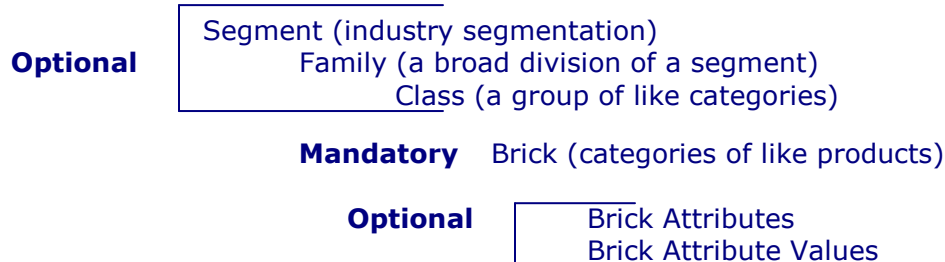 Segment (industry segmentation)
Optional Family (a broad division of a segment)
Class (a group of like categories)
Mandatory Brick (categories of like products)
Optional Brick Attributes
Brick Attribute Values